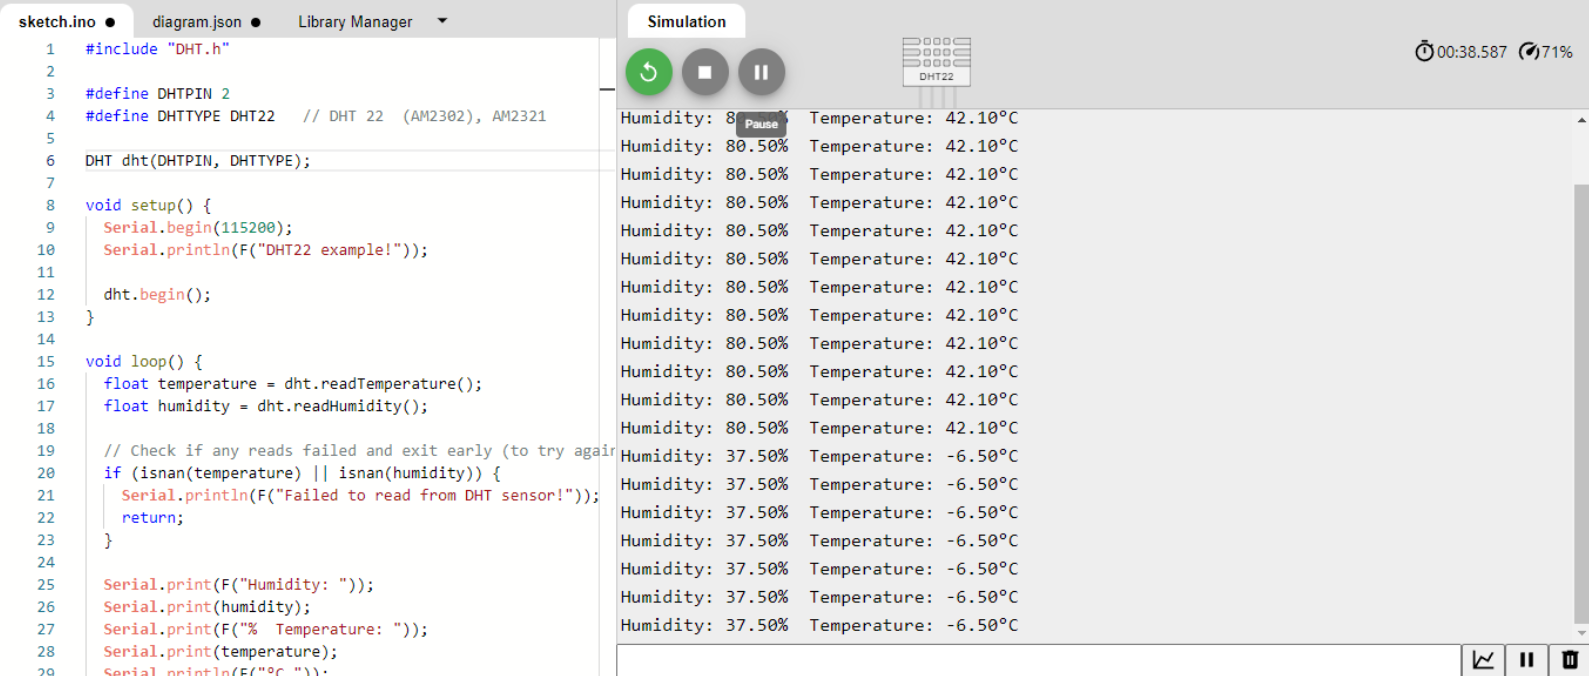 sketch.ino diagram.json Library Manager
1 #include "DHT.h"
2
3 #define DHTPIN 2
4 #define DHTTYPE DHT22 // DHT 22 (AM2302), AM2321
5
6 DHT dht(DHTPIN, DHTTYPE);
7
8 void setup() {
9 Serial.begin(115200);
10 Serial.println(F("DHT22 example!"));
11
12 dht.begin();
13 }
14
15 void loop() {
16 float temperature = dht.readTemperature();
17 float humidity = dht.readHumidity();
18
19 // Check if any reads failed and exit early (to try again
20 if (isnan(temperature) || isnan(humidity)) {
21 Serial.println(F("Failed to read from DHT sensor!"));
22 return;
23 }
24
25 Serial.print(F("Humidity: "));
26 Serial.print(humidity);
27 Serial.print(F("%  Temperature: "));
28 Serial.print(temperature);
29 Serial.println(F("°C "));
Simulation
DHT22
00:38.587 71%
Pause
Humidity: 80.50% Temperature: 42.10°C
Humidity: 80.50% Temperature: 42.10°C
Humidity: 80.50% Temperature: 42.10°C
Humidity: 80.50% Temperature: 42.10°C
Humidity: 80.50% Temperature: 42.10°C
Humidity: 80.50% Temperature: 42.10°C
Humidity: 80.50% Temperature: 42.10°C
Humidity: 80.50% Temperature: 42.10°C
Humidity: 80.50% Temperature: 42.10°C
Humidity: 80.50% Temperature: 42.10°C
Humidity: 80.50% Temperature: 42.10°C
Humidity: 80.50% Temperature: 42.10°C
Humidity: 37.50% Temperature: -6.50°C
Humidity: 37.50% Temperature: -6.50°C
Humidity: 37.50% Temperature: -6.50°C
Humidity: 37.50% Temperature: -6.50°C
Humidity: 37.50% Temperature: -6.50°C
Humidity: 37.50% Temperature: -6.50°C
Humidity: 37.50% Temperature: -6.50°C